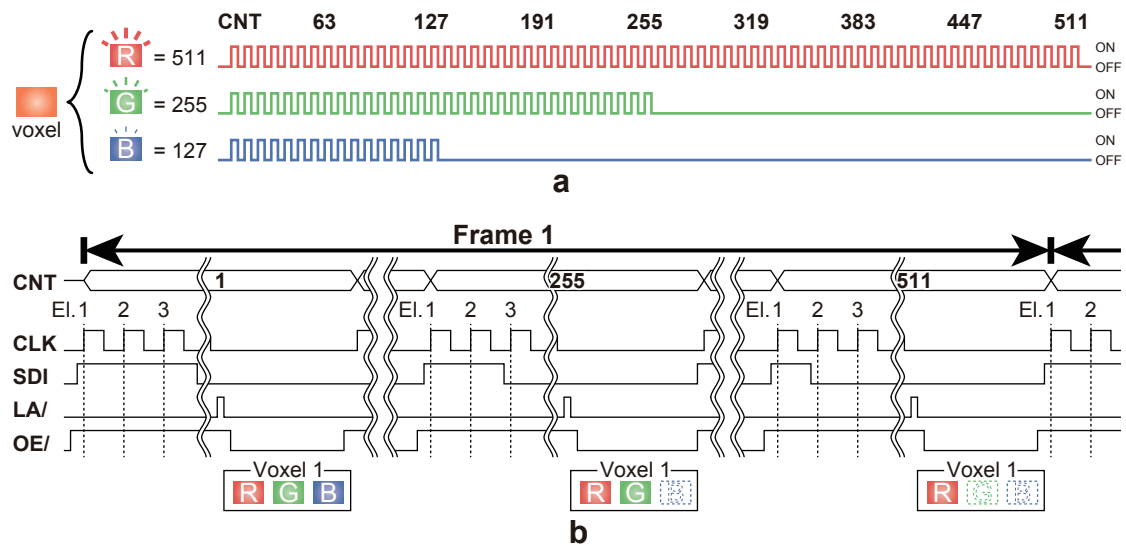 CNT 63 127 191 255 319 383 447 511
R = 511 ON
OFF
voxel
G = 255 ON
OFF
B = 127 ON
OFF
a
Frame 1
CNT 1 255 511
El. 1 2 3 El. 1 2 3 El. 1 2 3 El. 1 2
CLK
SDI
LA/
OE/
Voxel 1 Voxel 1 Voxel 1
R G B R G B R G B
b